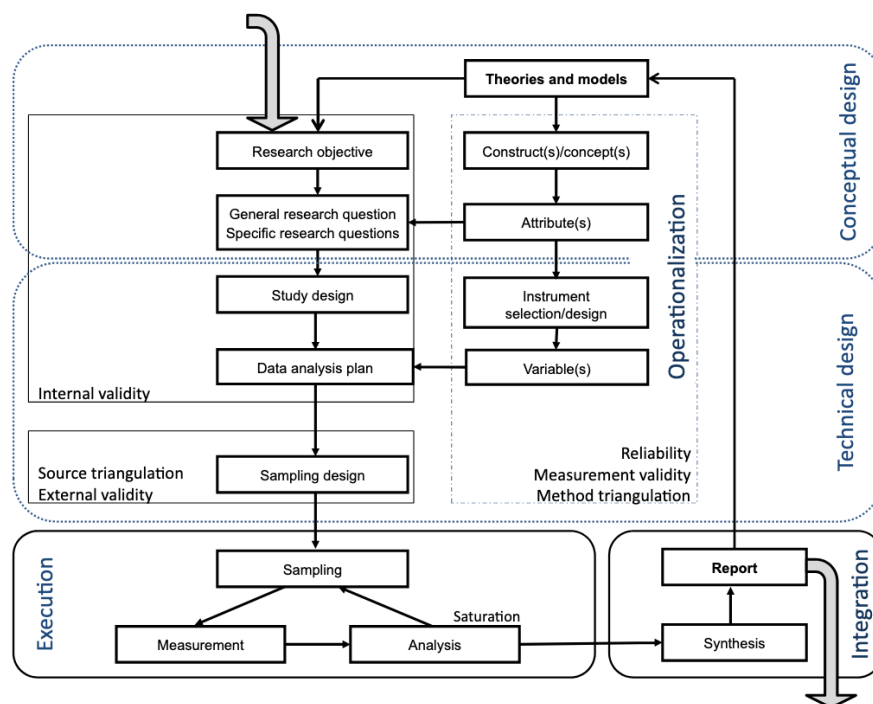 Theories and models
Research objective
Construct(s)/concept(s)
General research question
Specific research questions
Attribute(s)
Conceptual design
Operationalization
Study design
Instrument
selection/design
Data analysis plan
Variable(s)
Internal validity
Technical design
Source triangulation
External validity
Sampling design
Reliability
Measurement validity
Method triangulation
Execution
Sampling
Saturation
Measurement
Analysis
Report
Synthesis
Integration